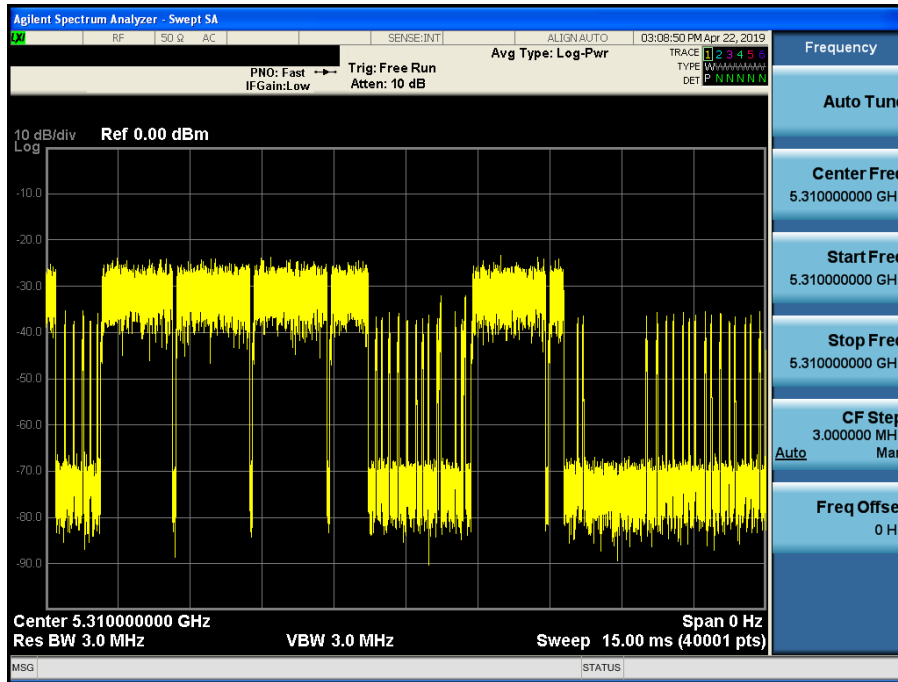 Agilent Spectrum Analyzer - Swept SA
LXI RF 50 Ω AC SENSE:INT ALIGN AUTO 03:08:50 PM Apr 22, 2019
Frequency
Avg Type: Log-Pwr
TRACE 1 2 3 4 5 6
PNO: Fast Trig: Free Run
TYPE WWWWWWW
IFGain:Low Atten: 10 dB
DET P N N N N N
Auto Tune
10 dB/div Ref 0.00 dBm
Log
-10.0
-20.0
-30.0
-40.0
-50.0
-60.0
-70.0
-80.0
-90.0
Center Fre
5.310000000 GH
Start Fre
5.310000000 GH
Stop Fre
5.310000000 GH
CF Step
3.000000 MH
Auto Ma
Freq Offse
0 H
Center 5.310000000 GHz Span 0 Hz
Res BW 3.0 MHz VBW 3.0 MHz Sweep 15.00 ms (40001 pts)
MSG STATUS